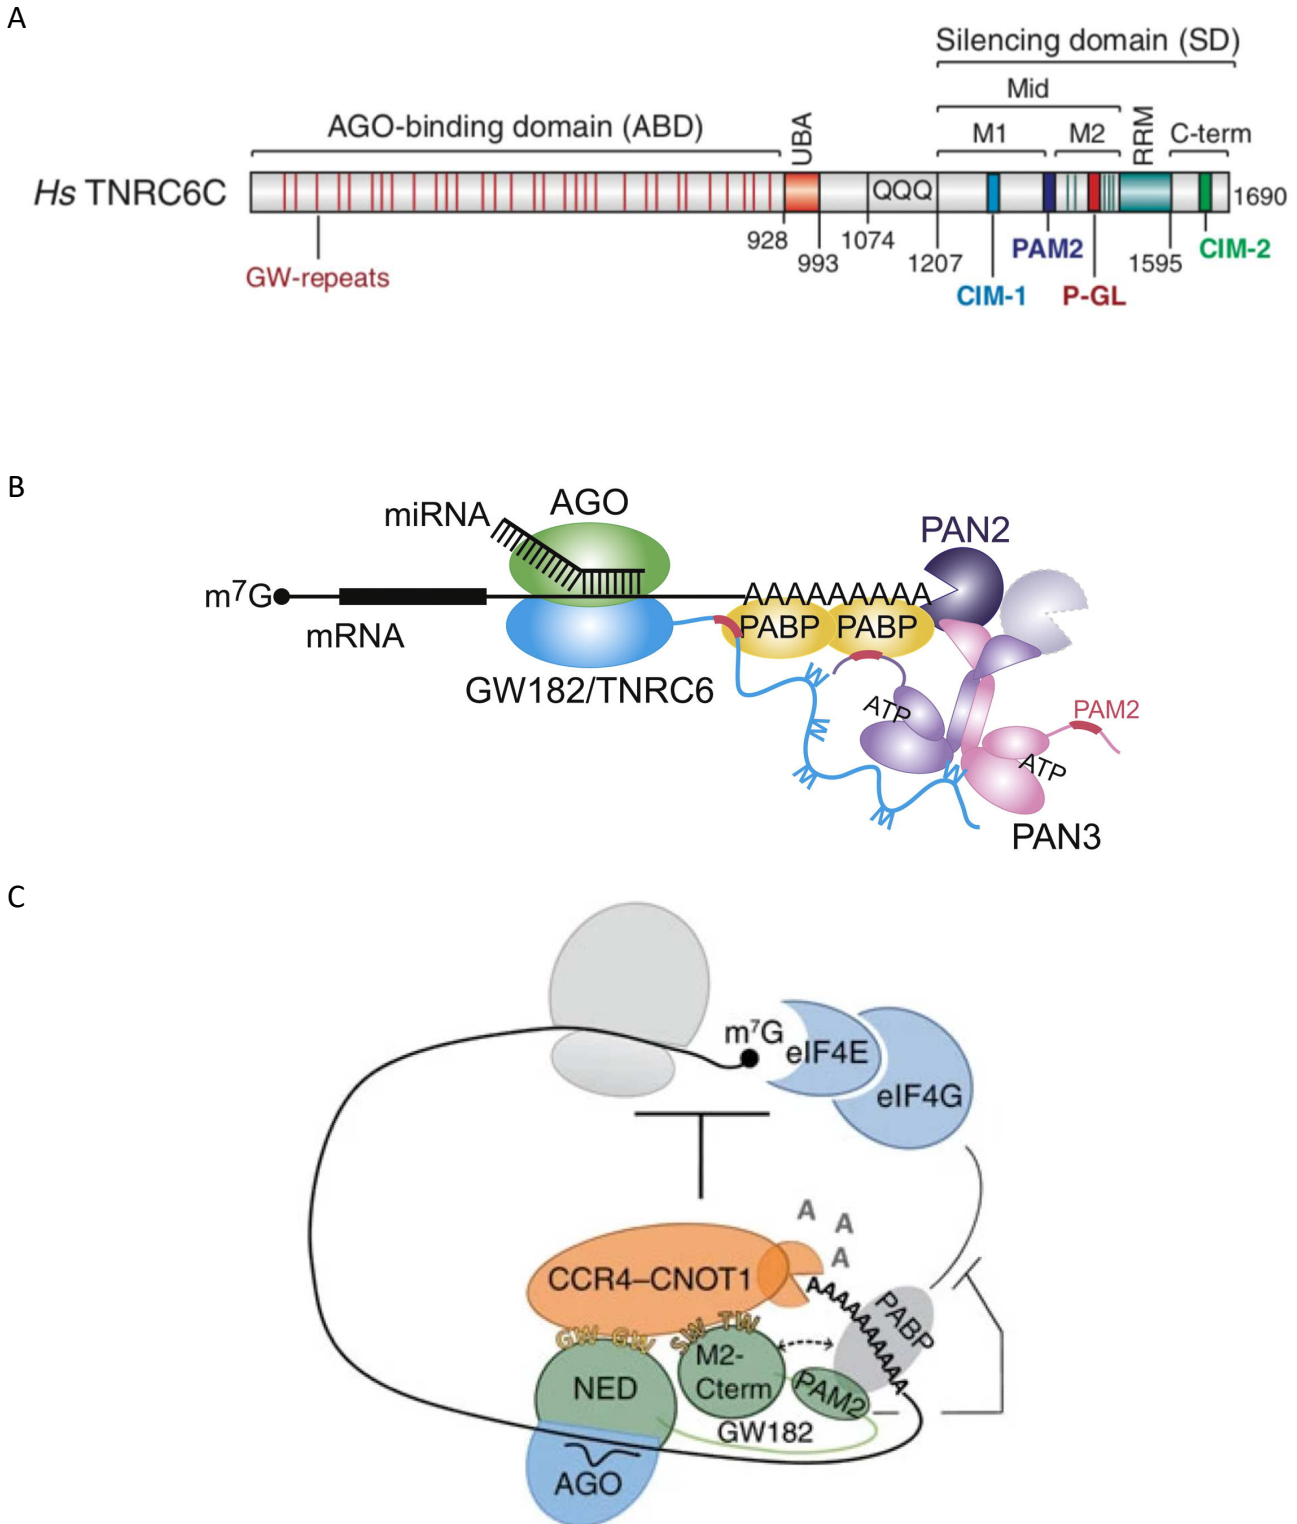 A
Silencing domain (SD)
Mid
AGO-binding domain (ABD)
UBA
M1
M2
RRM
C-term
Hs TNRC6C
QQQ
1690
928
993
1074
1207
PAM2
1595
CIM-2
GW-repeats
CIM-1
P-GL
B
miRNA
AGO
PAN2
m⁷G
AAAAAAAAA
mRNA
PABP
PABP
GW182/TNRC6
W
W
W
W
W
ATP
PAM2
ATP
PAN3
C
m⁷G
eIF4E
eIF4G
A
A
A
CCR4–CNOT1
AAAAAAAAAA
PABP
GW GW
SW TW
M2-
Cterm
NED
PAM2
GW182
AGO